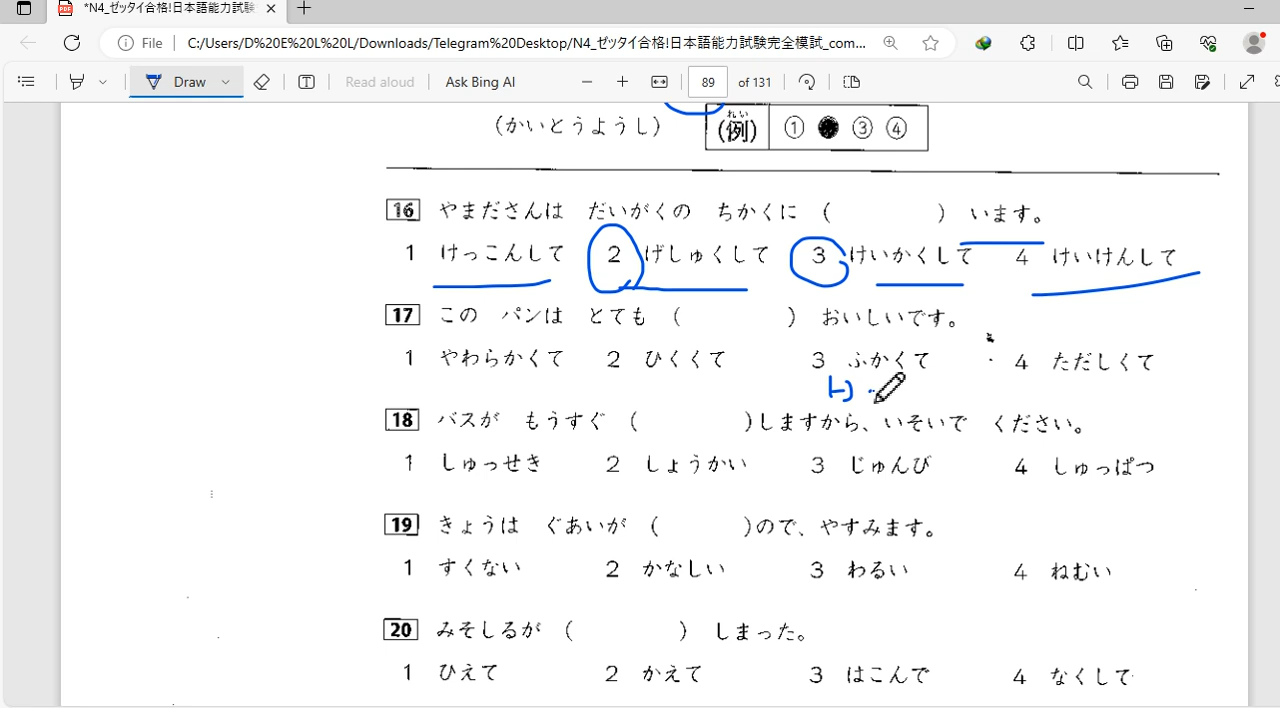 *N4_ゼッタイ合格!日本語能力試験
File C:/Users/D%20E%20L%20L/Downloads/Telegram%20Desktop/N4_ゼッタイ合格!日本語能力試験完全模試_com...
Draw Read aloud Ask Bing AI 89 of 131
(かいとうようし) れい (例) ① ③ ④
16 やまださんは だいがくの ちかくに ( ) います。
1 けっこんして 2 げしゅくして 3 けいかくして 4 けいけんして
17 この パンは とても ( ) おいしいです。
1 やわらかくて 2 ひくくて 3 ふかくて 4 ただしくて
18 バスが もうすぐ ( )しますから、いそいで ください。
1 しゅっせき 2 しょうかい 3 じゅんび 4 しゅっぱつ
19 きょうは ぐあいが ( )ので、やすみます。
1 すくない 2 かなしい 3 わるい 4 ねむい
20 みそしるが ( ) しまった。
1 ひえて 2 かえて 3 はこんで 4 なくして